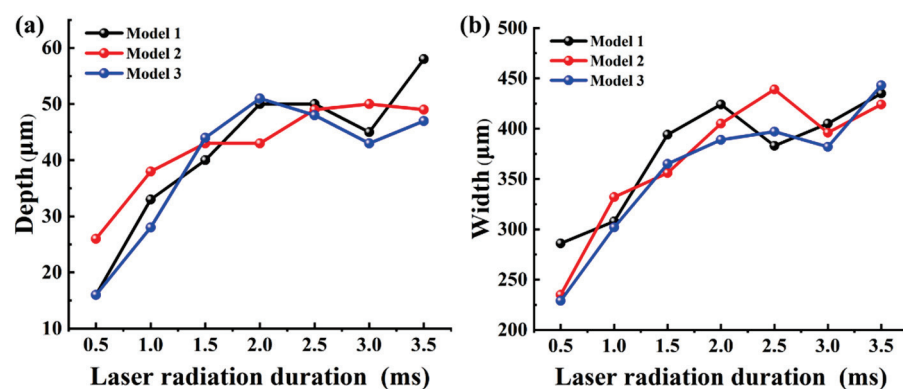 (a)
Model 1
Model 2
Model 3
Depth (μm)
60
50
40
30
20
10
0.5 1.0 1.5 2.0 2.5 3.0 3.5
Laser radiation duration (ms)
(b)
Model 1
Model 2
Model 3
Width (μm)
500
450
400
350
300
250
200
0.5 1.0 1.5 2.0 2.5 3.0 3.5
Laser radiation duration (ms)